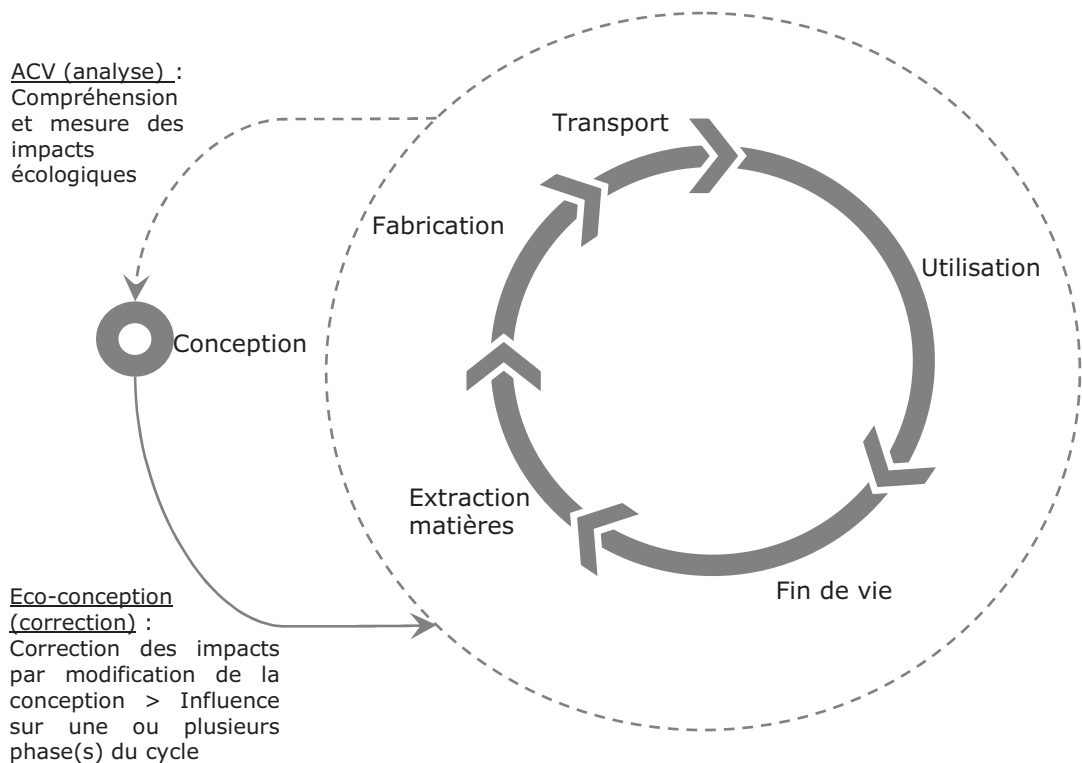 ACV (analyse) :
Compréhension
et mesure des
impacts
écologiques
Transport
Fabrication
Utilisation
Conception
Extraction
matières
Fin de vie
Eco-conception
(correction) :
Correction des impacts
par modification de la
conception > Influence
sur une ou plusieurs
phase(s) du cycle